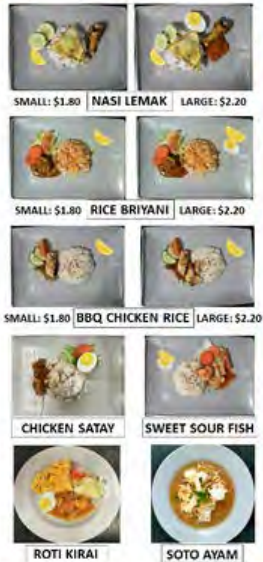 SMALL: $1.80 NASI LEMAK LARGE: $2.20
SMALL: $1.80 RICE BRIYANI LARGE: $2.20
SMALL: $1.80 BBQ CHICKEN RICE LARGE: $2.20
CHICKEN SATAY SWEET SOUR FISH
ROTI KIRAI SOTO AYAM